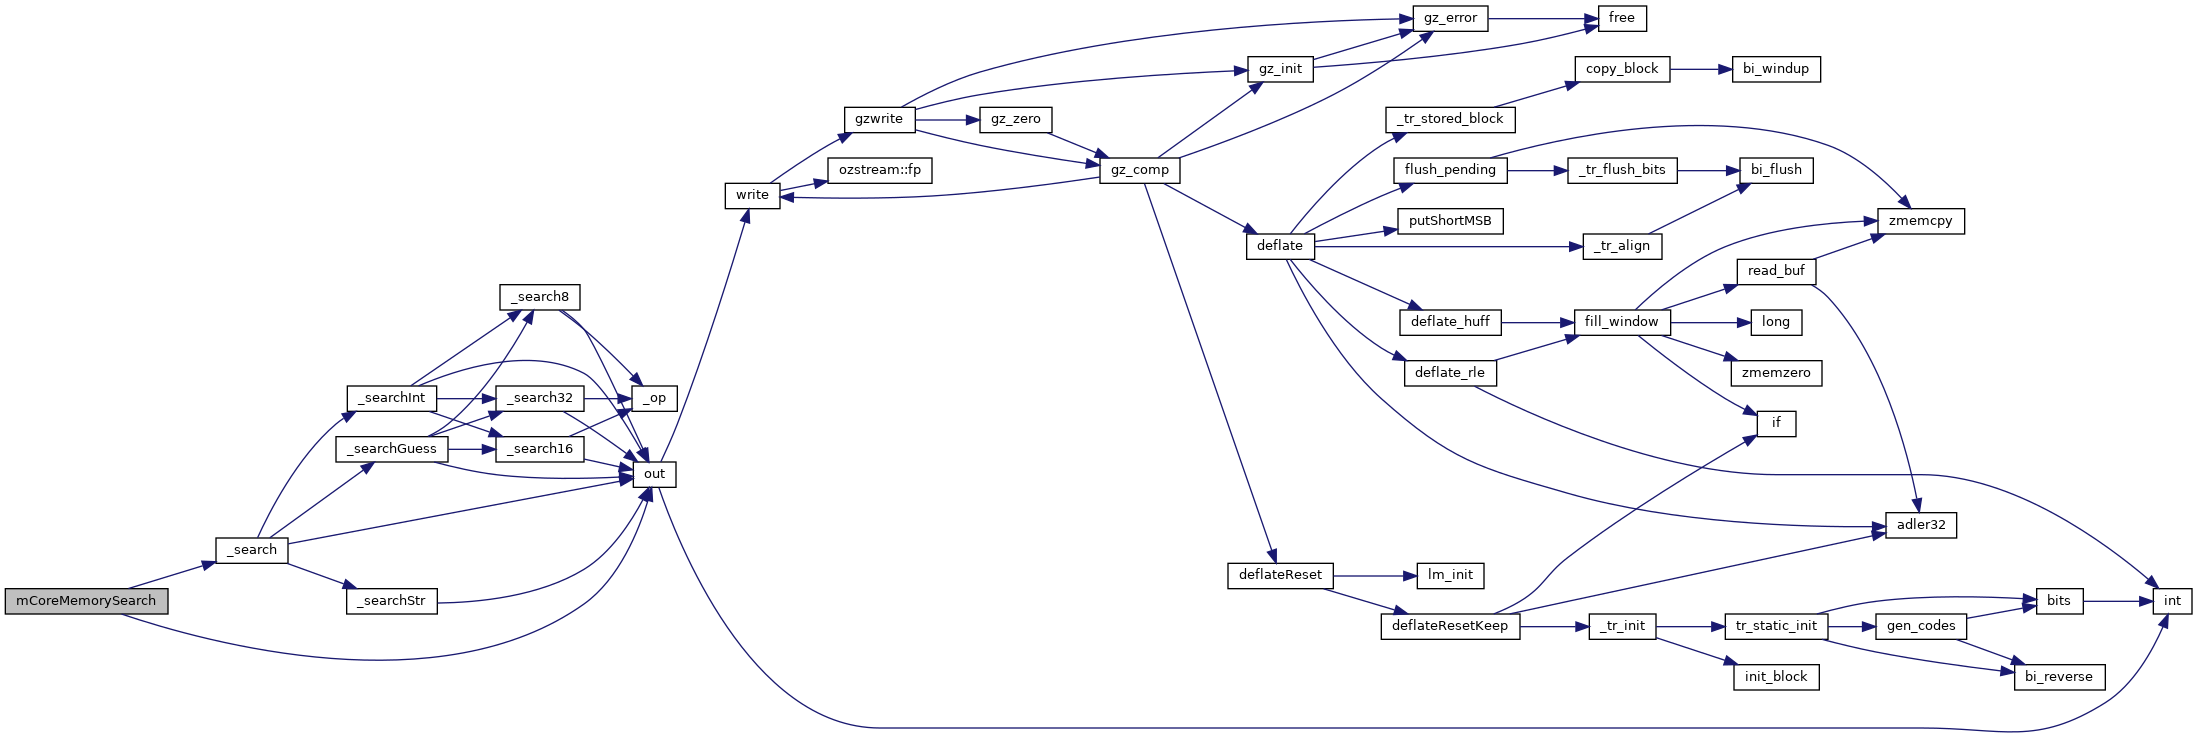 mCoreMemorySearch
_search
_searchInt
_searchGuess
_searchStr
_search8
_search32
_search16
_op
out
write
gzwrite
ozstream::fp
gz_zero
gz_comp
gz_init
gz_error
free
deflate
_tr_stored_block
copy_block
bi_windup
flush_pending
_tr_flush_bits
bi_flush
putShortMSB
_tr_align
zmemcpy
deflate_huff
deflate_rle
fill_window
read_buf
long
zmemzero
if
adler32
deflateReset
lm_init
deflateResetKeep
_tr_init
tr_static_init
init_block
gen_codes
bits
bi_reverse
int